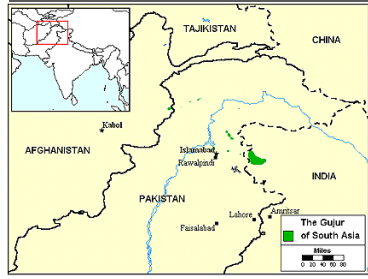 TAJIKISTAN
CHINA
Kabol
AFGHANISTAN
Islamabad
Rawalpindi
INDIA
PAKISTAN
Lahore
Amritsar
Faisalabad
The Gujur
of South Asia
Miles
0 20 40 60 80